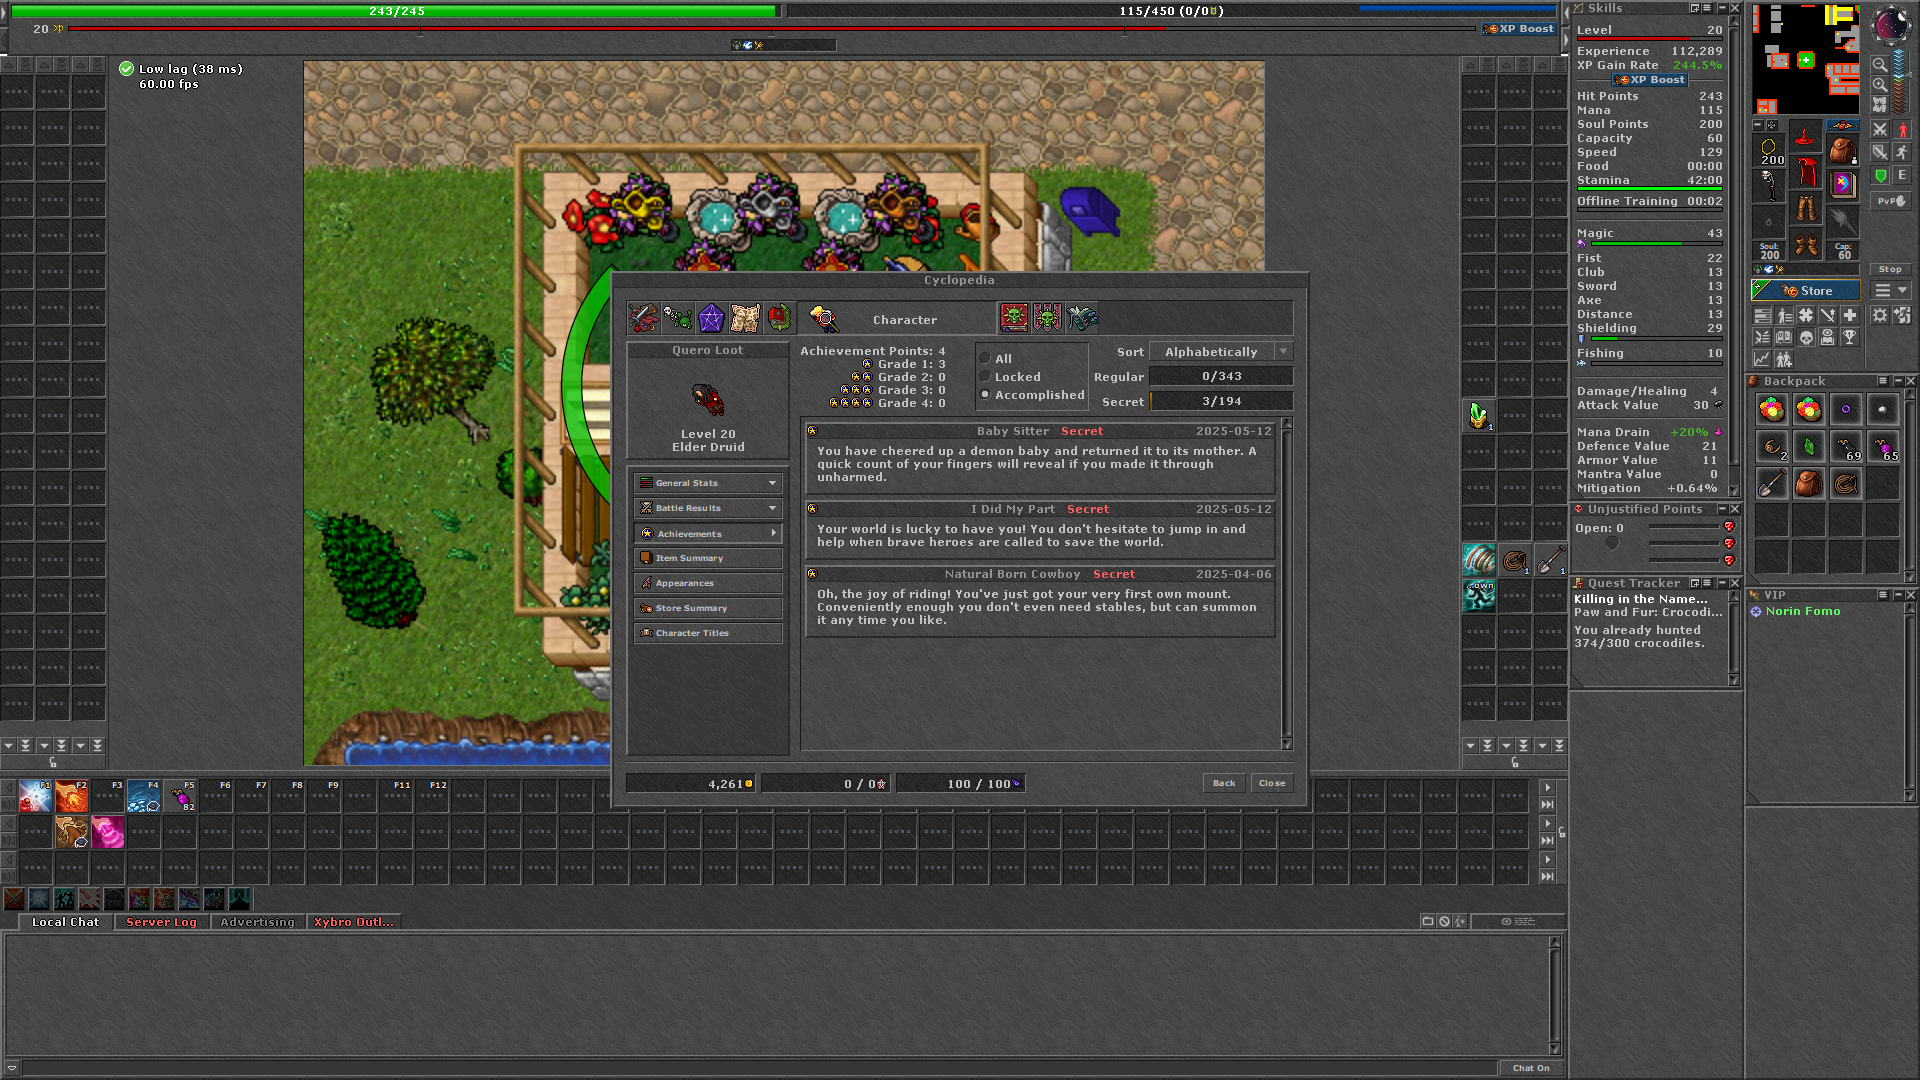 243/245
115/450 (0/0)
20 XP
XP Boost
Low lag (38 ms)
60.00 fps
Cyclopedia
Character
Quero Loot
Level 20
Elder Druid
General Stats
Battle Results
Achievements
Item Summary
Appearances
Store Summary
Character Titles
Achievement Points: 4
Grade 1: 3
Grade 2: 0
Grade 3: 0
Grade 4: 0
All
Locked
Accomplished
Sort Alphabetically
Regular 0/343
Secret 3/194
Baby Sitter Secret 2025-05-12
You have cheered up a demon baby and returned it to its mother. A
quick count of your fingers will reveal if you made it through
unharmed.
I Did My Part Secret 2025-05-12
Your world is lucky to have you! You don't hesitate to jump in and
help when brave heroes are called to save the world.
Natural Born Cowboy Secret 2025-04-06
Oh, the joy of riding! You've just got your very first own mount.
Conveniently enough you don't even need stables, but can summon
it any time you like.
4,261
0 / 0
100 / 100
Back
Close
1
1
1
own
F1 F2 F3 F4 F5 F6 F7 F8 F9 F11 F12
82
Local Chat
Server Log
Advertising
Xybro Outl...
Chat On
Skills
Level 20
Experience 112,289
XP Gain Rate 244.5%
XP Boost
Hit Points 243
Mana 115
Soul Points 200
Capacity 60
Speed 129
Food 00:00
Stamina 42:00
Offline Training 00:02
Magic 43
Fist 22
Club 13
Sword 13
Axe 13
Distance 13
Shielding 29
Fishing 10
Damage/Healing 4
Attack Value 30
Mana Drain +20%
Defence Value 21
Armor Value 11
Mantra Value 0
Mitigation +0.64%
Unjustified Points
Open: 0
Quest Tracker
Killing in the Name...
Paw and Fur: Crocodi...
You already hunted
374/300 crocodiles.
200
E
PvP
Soul:
200
Cap:
60
Stop
Store
Backpack
2
69
65
VIP
Norin Fomo